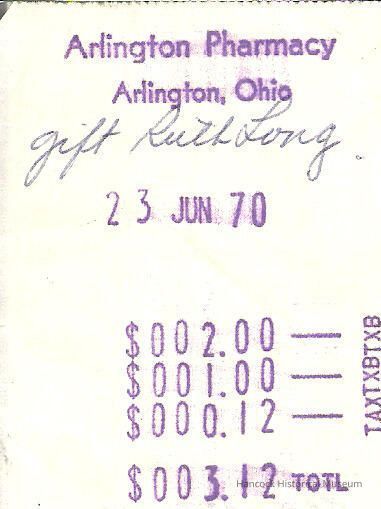 Arlington Pharmacy
Arlington, Ohio
gift Ruth Long
23 JUN 70
$002.00 —
$001.00 —
$000.12 —
$003.12 TOTL
TAXTXBTXB
Hancock Historical Museum